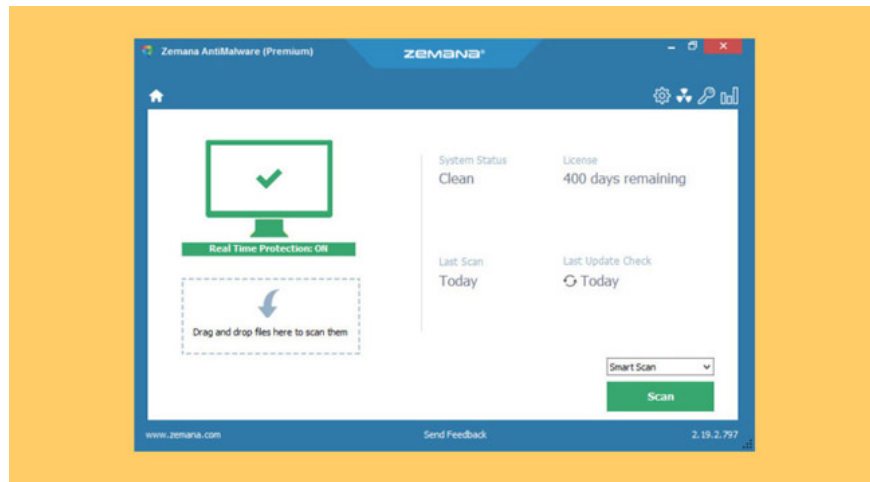 Zemana AntiMalware (Premium)
ZEMANA®
System Status
Clean
License
400 days remaining
Real Time Protection: ON
Last Scan
Today
Last Update Check
Today
Drag and drop files here to scan them
Smart Scan
Scan
www.zemana.com
Send Feedback
2.19.2.797